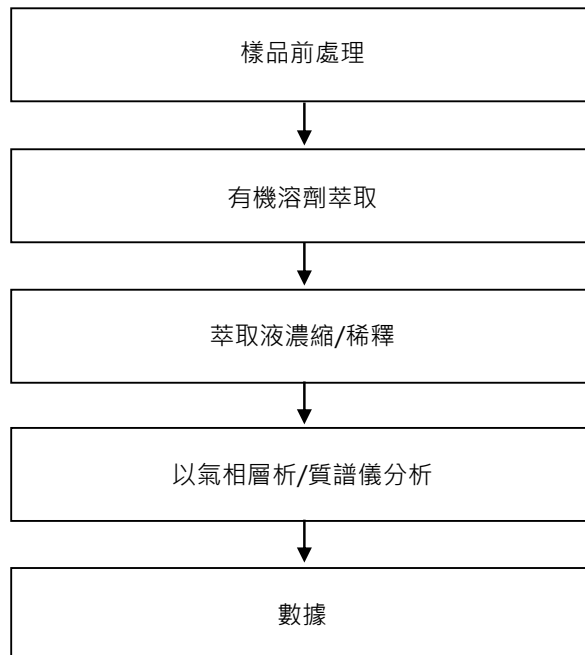 樣品前處理
有機溶劑萃取
萃取液濃縮/稀釋
以氣相層析/質譜儀分析
數據